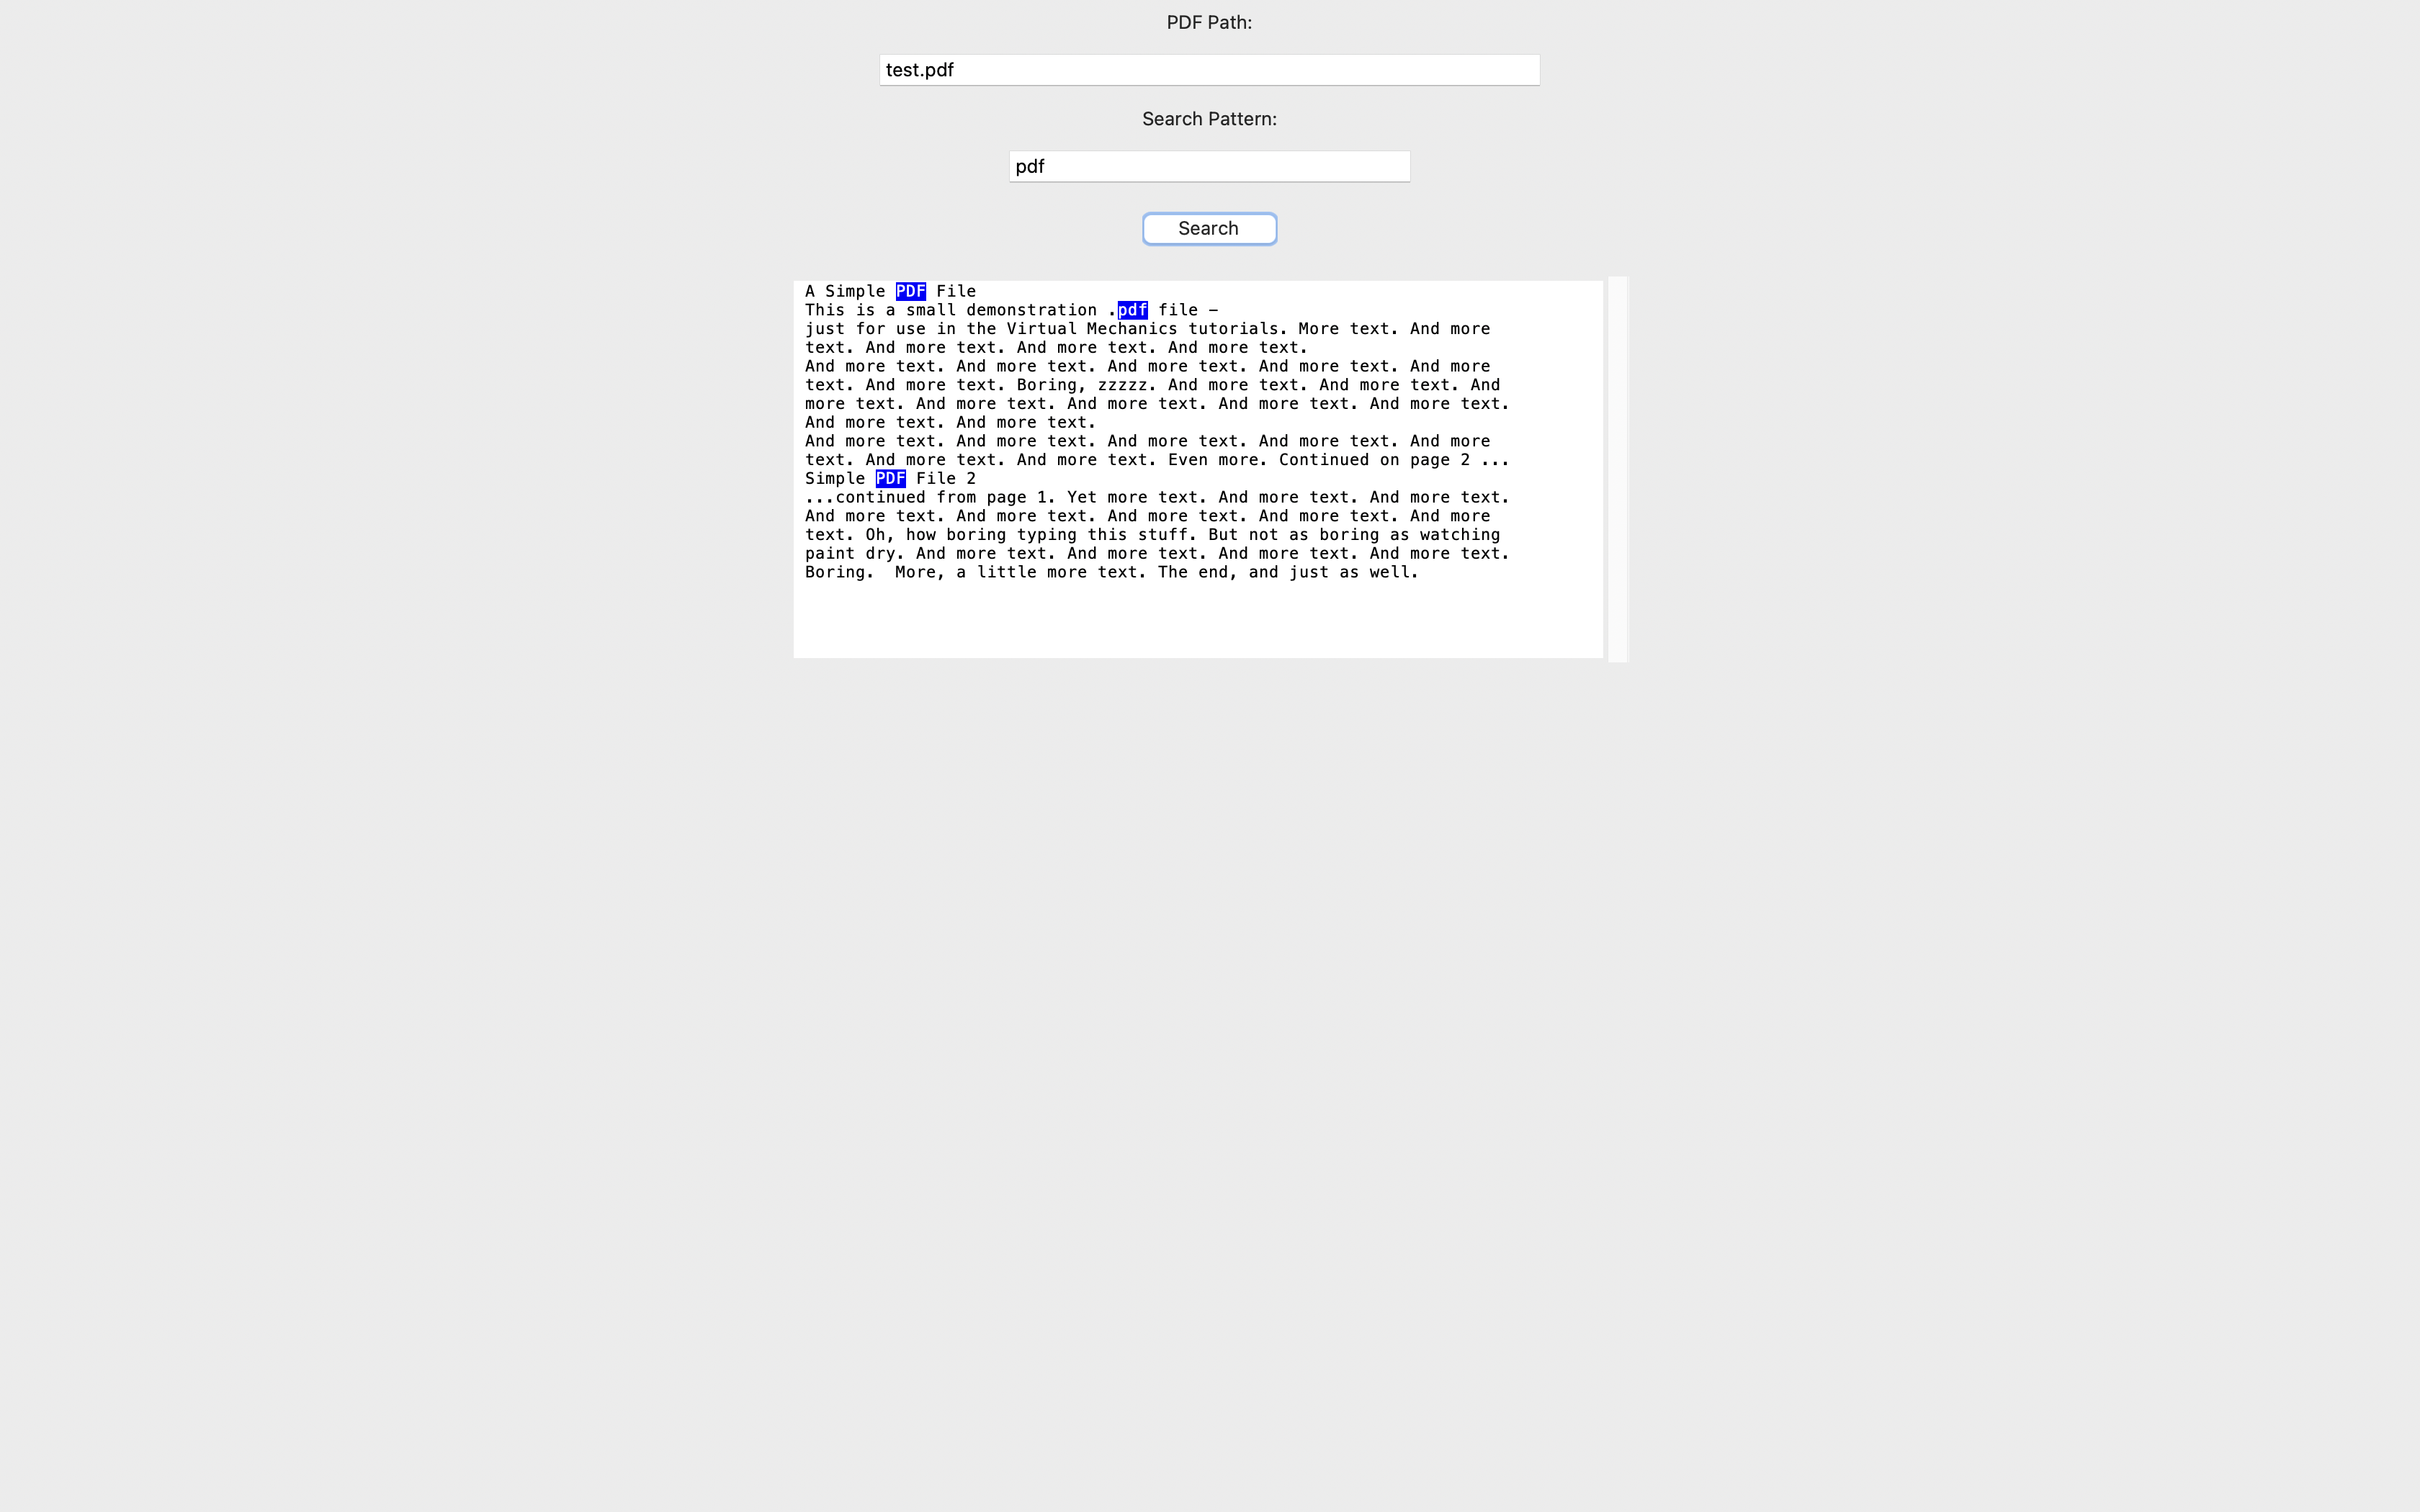 PDF Path:
test.pdf
Search Pattern:
pdf
Search
A Simple PDF File
This is a small demonstration .pdf file -
just for use in the Virtual Mechanics tutorials. More text. And more
text. And more text. And more text. And more text.
And more text. And more text. And more text. And more text. And more
text. And more text. Boring, zzzzz. And more text. And more text. And
more text. And more text. And more text. And more text. And more text.
And more text. And more text.
And more text. And more text. And more text. And more text. And more
text. And more text. And more text. Even more. Continued on page 2 ...
Simple PDF File 2
...continued from page 1. Yet more text. And more text. And more text.
And more text. And more text. And more text. And more text. And more
text. Oh, how boring typing this stuff. But not as boring as watching
paint dry. And more text. And more text. And more text. And more text.
Boring.  More, a little more text. The end, and just as well.